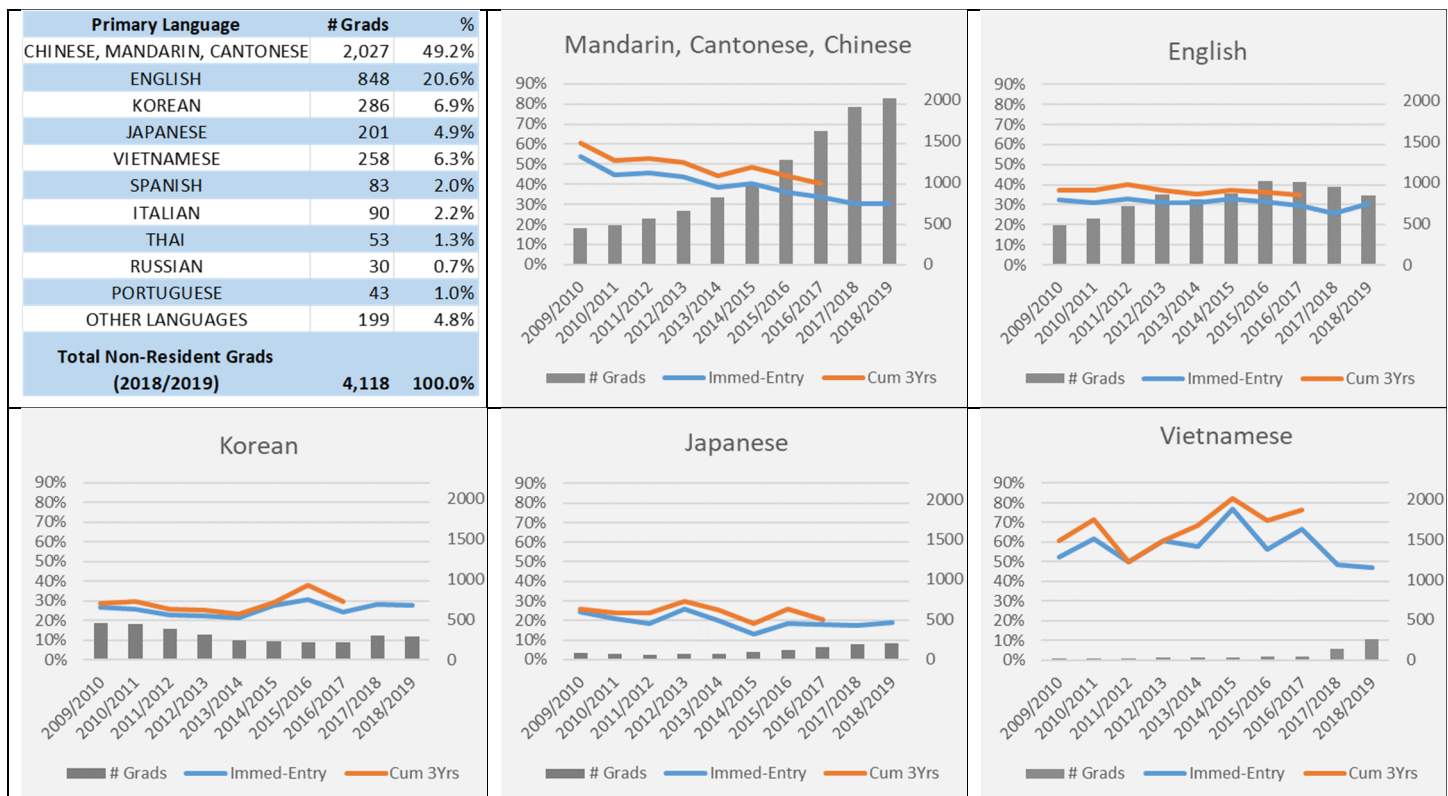 Primary Language # Grads %
CHINESE, MANDARIN, CANTONESE 2,027 49.2%
ENGLISH 848 20.6%
KOREAN 286 6.9%
JAPANESE 201 4.9%
VIETNAMESE 258 6.3%
SPANISH 83 2.0%
ITALIAN 90 2.2%
THAI 53 1.3%
RUSSIAN 30 0.7%
PORTUGUESE 43 1.0%
OTHER LANGUAGES 199 4.8%
Total Non-Resident Grads
(2018/2019) 4,118 100.0%
Mandarin, Cantonese, Chinese
90%
80% 2000
70%
60% 1500
50%
40% 1000
30%
20% 500
10%
0% 0
2009/2010 2010/2011 2011/2012 2012/2013 2013/2014 2014/2015 2015/2016 2016/2017 2017/2018 2018/2019
# Grads Immed-Entry Cum 3Yrs
English
90%
80% 2000
70%
60% 1500
50%
40% 1000
30%
20% 500
10%
0% 0
2009/2010 2010/2011 2011/2012 2012/2013 2013/2014 2014/2015 2015/2016 2016/2017 2017/2018 2018/2019
# Grads Immed-Entry Cum 3Yrs
Korean
90%
80% 2000
70%
60% 1500
50%
40% 1000
30%
20% 500
10%
0% 0
2009/2010 2010/2011 2011/2012 2012/2013 2013/2014 2014/2015 2015/2016 2016/2017 2017/2018 2018/2019
# Grads Immed-Entry Cum 3Yrs
Japanese
90%
80% 2000
70%
60% 1500
50%
40% 1000
30%
20% 500
10%
0% 0
2009/2010 2010/2011 2011/2012 2012/2013 2013/2014 2014/2015 2015/2016 2016/2017 2017/2018 2018/2019
# Grads Immed-Entry Cum 3Yrs
Vietnamese
90%
80% 2000
70%
60% 1500
50%
40% 1000
30%
20% 500
10%
0% 0
2009/2010 2010/2011 2011/2012 2012/2013 2013/2014 2014/2015 2015/2016 2016/2017 2017/2018 2018/2019
# Grads Immed-Entry Cum 3Yrs